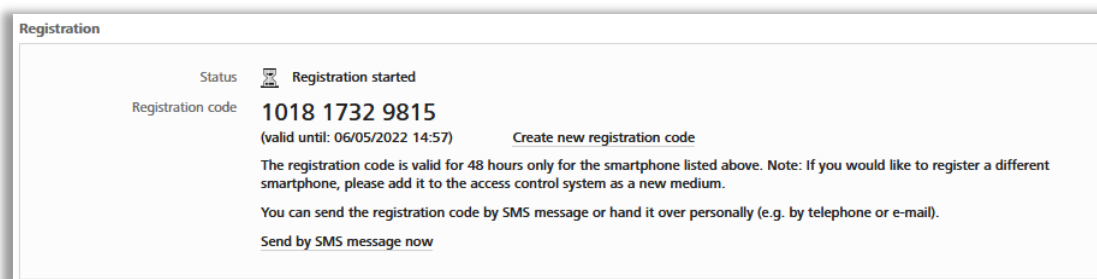 Registration
Status Registration started
Registration code 1018 1732 9815
(valid until: 06/05/2022 14:57) Create new registration code
The registration code is valid for 48 hours only for the smartphone listed above. Note: If you would like to register a different
smartphone, please add it to the access control system as a new medium.
You can send the registration code by SMS message or hand it over personally (e.g. by telephone or e-mail).
Send by SMS message now